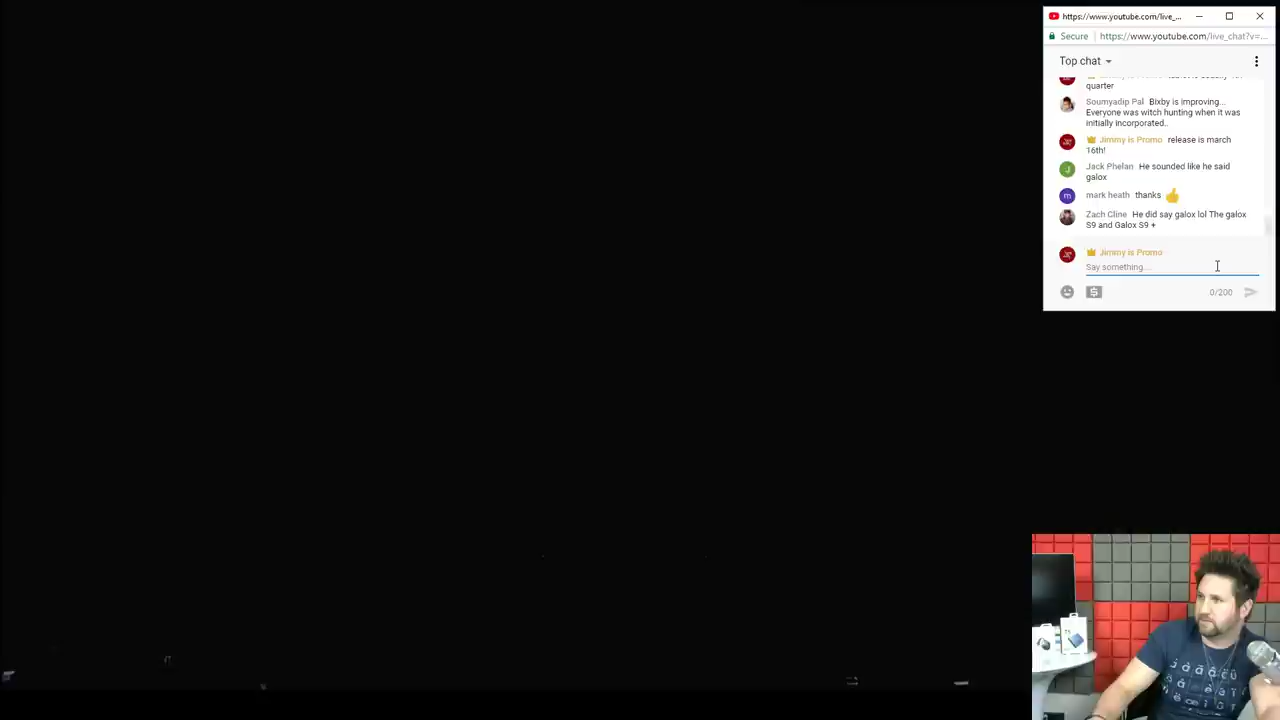 https://www.youtube.com/live_...
Secure https://www.youtube.com/live_chat?v=...
Top chat
quarter
Soumyadip Pal Bixby is improving...
Everyone was witch hunting when it was
initially incorporated..
Jimmy is Promo release is march
16th!
Jack Phelan He sounded like he said
galox
mark heath thanks
Zach Cline He did say galox lol The galox
S9 and Galox S9 +
Jimmy is Promo
Say something...
0/200